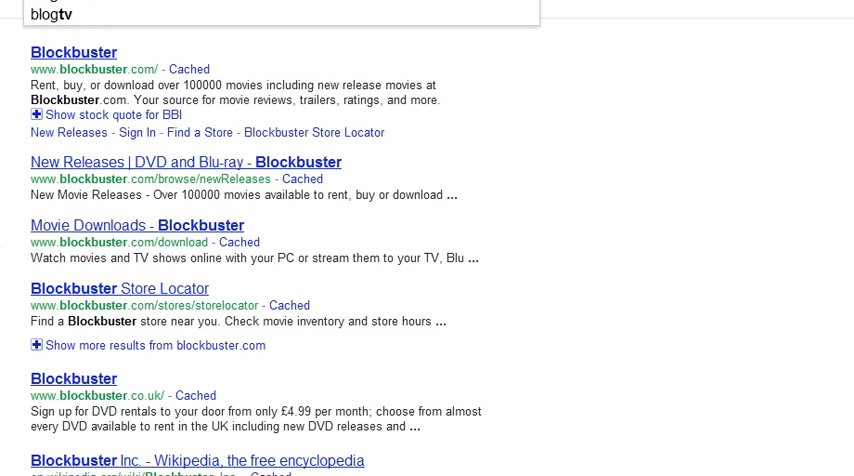 blogtv
Blockbuster
www.blockbuster.com/ - Cached
Rent, buy, or download over 100000 movies including new release movies at
Blockbuster.com. Your source for movie reviews, trailers, ratings, and more.
Show stock quote for BBI
New Releases - Sign In - Find a Store - Blockbuster Store Locator
New Releases | DVD and Blu-ray - Blockbuster
www.blockbuster.com/browse/newReleases - Cached
New Movie Releases - Over 100000 movies available to rent, buy or download ...
Movie Downloads - Blockbuster
www.blockbuster.com/download - Cached
Watch movies and TV shows online with your PC or stream them to your TV, Blu ...
Blockbuster Store Locator
www.blockbuster.com/stores/storelocator - Cached
Find a Blockbuster store near you. Check movie inventory and store hours ...
Show more results from blockbuster.com
Blockbuster
www.blockbuster.co.uk/ - Cached
Sign up for DVD rentals to your door from only £4.99 per month; choose from almost
every DVD available to rent in the UK including new DVD releases and ...
Blockbuster Inc. - Wikipedia, the free encyclopedia
en.wikipedia.org/wiki/Blockbuster_Inc. - Cached